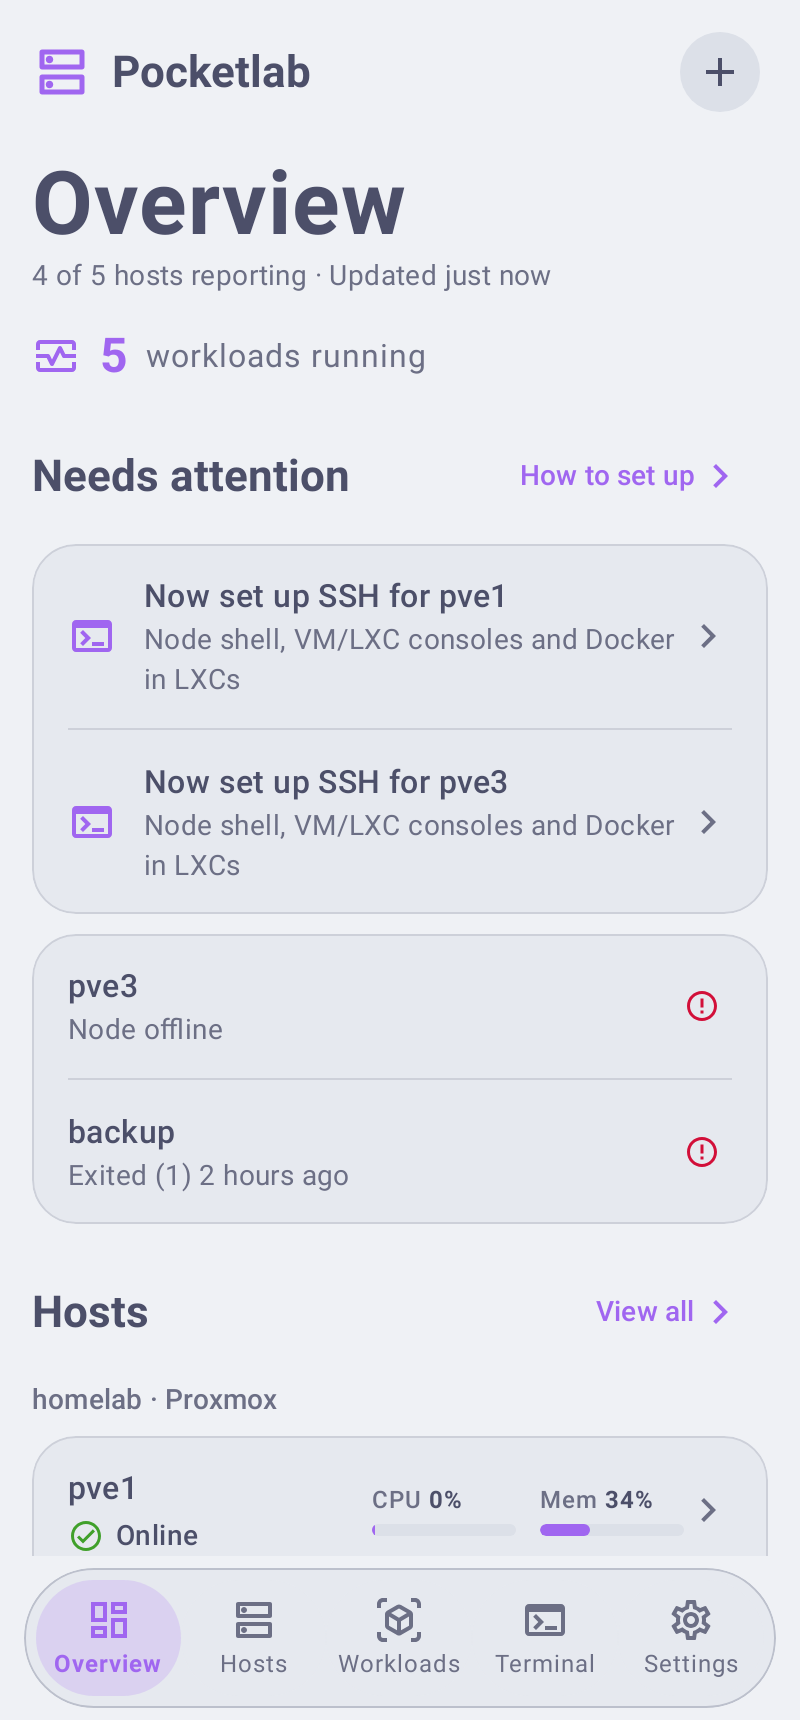 Pocketlab
Overview
4 of 5 hosts reporting · Updated just now
5 workloads running
Needs attention
How to set up
Now set up SSH for pve1
Node shell, VM/LXC consoles and Docker
in LXCs
Now set up SSH for pve3
Node shell, VM/LXC consoles and Docker
in LXCs
pve3
Node offline
backup
Exited (1) 2 hours ago
Hosts
View all
homelab · Proxmox
pve1
CPU 0%
Mem 34%
Online
Overview
Hosts
Workloads
Terminal
Settings